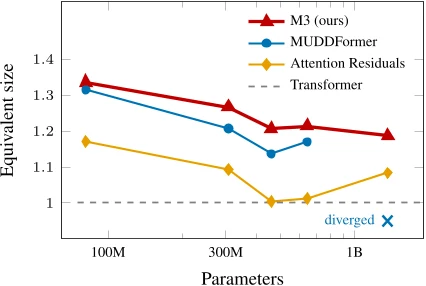 M3 (ours)
MUDDFormer
Attention Residuals
Transformer
Equivalent size
1.4
1.3
1.2
1.1
1
diverged
100M
300M
1B
Parameters